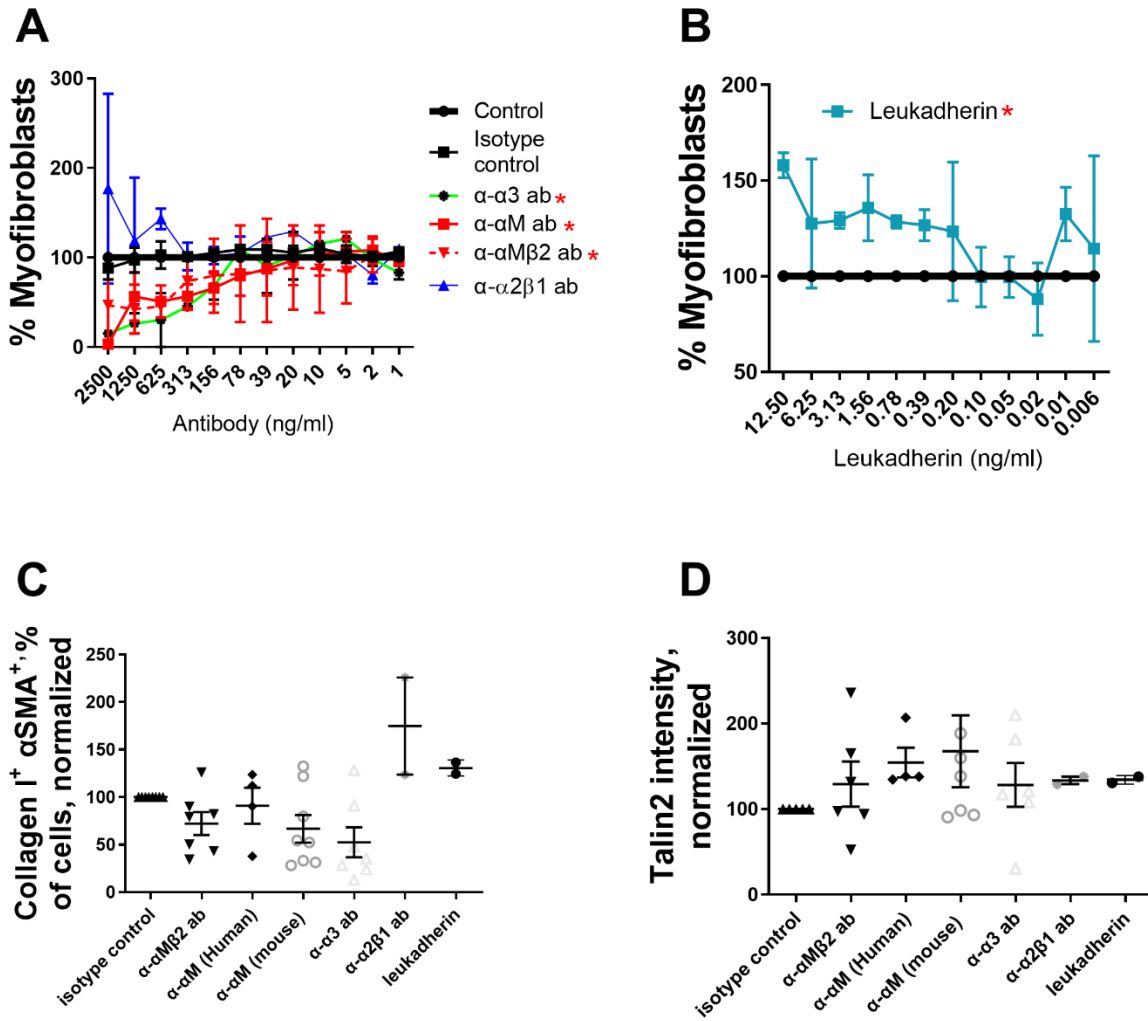 A
% Myofibroblasts
300
200
100
0
2500
1250
625
313
156
78
39
20
10
5
2
1
Antibody (ng/ml)
Control
Isotype
control
α-α3 ab*
α-αM ab *
α-αMβ2 ab*
α-α2β1 ab
B
% Myofibroblasts
200
150
100
50
Leukadherin *
12.50
6.25
3.13
1.56
0.78
0.39
0.20
0.10
0.05
0.02
0.01
0.006
Leukadherin (ng/ml)
C
Collagen I+ αSMA+, %
of cells, normalized
250
200
150
100
50
0
isotype control
α-αMβ2 ab
α-αM (Human)
α-αM (mouse)
α-α3 ab
α-α2β1 ab
leukadherin
D
Talin2 intensity,
normalized
300
200
100
0
isotype control
α-αMβ2 ab
α-αM (Human)
α-αM (mouse)
α-α3 ab
α-α2β1 ab
leukadherin